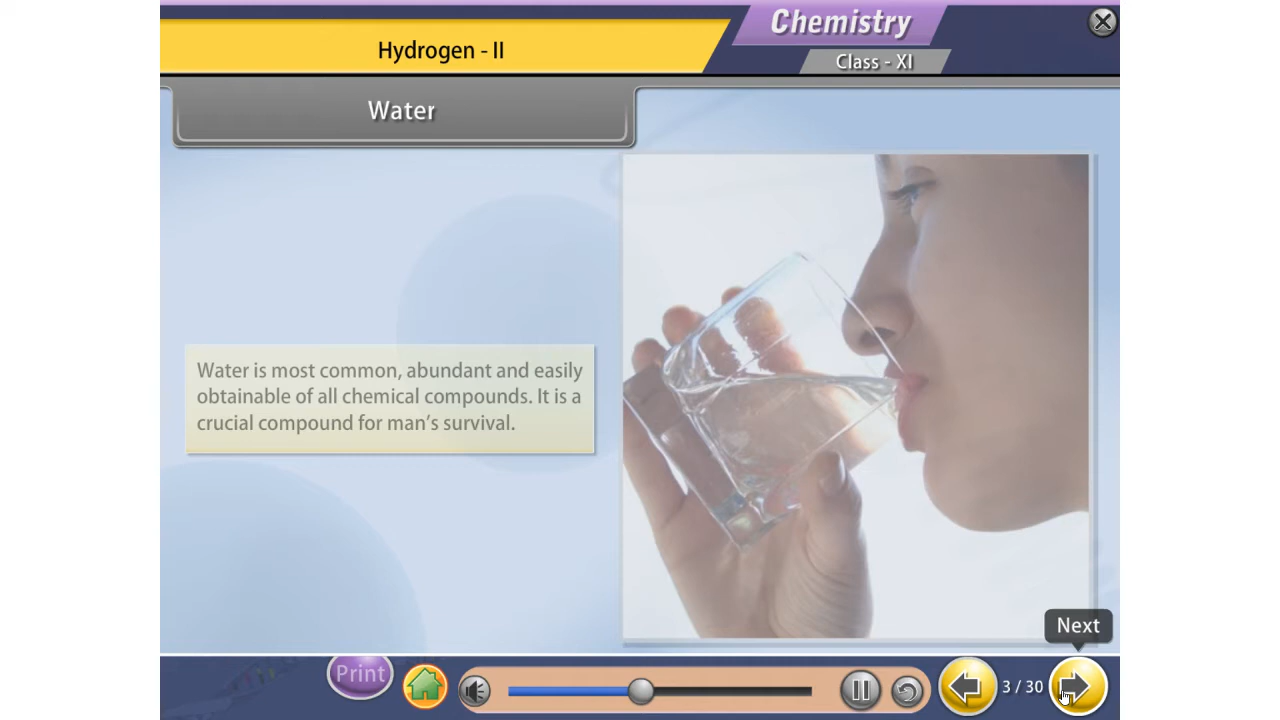 Chemistry
Hydrogen - II
Class - XI
Water
Water is most common, abundant and easily
obtainable of all chemical compounds. It is a
crucial compound for man's survival.
Next
Print
3 / 30